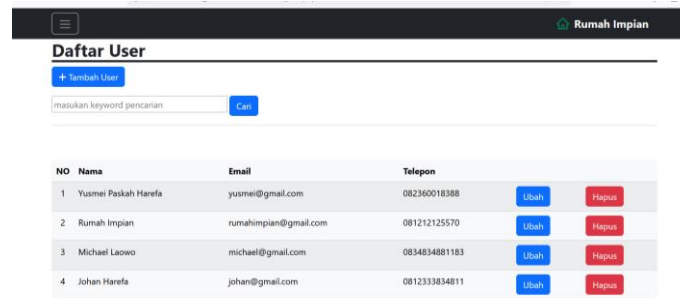 Rumah Impian
Daftar User
+ Tambah User
masukan keyword pencarian Cari
NO Nama Email Telepon
1 Yusmei Paskah Harefa yusmei@gmail.com 082360018388 Ubah Hapus
2 Rumah Impian rumahimpian@gmail.com 081212125570 Ubah Hapus
3 Michael Laowo michael@gmail.com 0834834881183 Ubah Hapus
4 Johan Harefa johan@gmail.com 0812333834811 Ubah Hapus